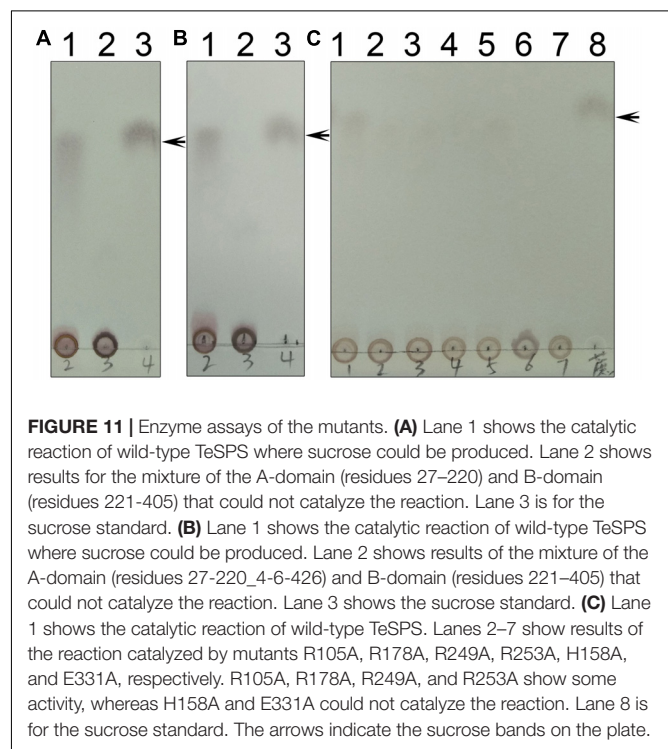 A 1 2 3 B 1 2 3 C 1 2 3 4 5 6 7 8
2 3 4 2 3 4 1 2 3 4 5 6 7 蔗
FIGURE 11 | Enzyme assays of the mutants. (A) Lane 1 shows the catalytic
reaction of wild-type TeSPS where sucrose could be produced. Lane 2 shows
results for the mixture of the A-domain (residues 27–220) and B-domain
(residues 221-405) that could not catalyze the reaction. Lane 3 is for the
sucrose standard. (B) Lane 1 shows the catalytic reaction of wild-type TeSPS
where sucrose could be produced. Lane 2 shows results of the mixture of the
A-domain (residues 27-220_4-6-426) and B-domain (residues 221–405) that
could not catalyze the reaction. Lane 3 shows the sucrose standard. (C) Lane
1 shows the catalytic reaction of wild-type TeSPS. Lanes 2–7 show results of
the reaction catalyzed by mutants R105A, R178A, R249A, R253A, H158A,
and E331A, respectively. R105A, R178A, R249A, and R253A show some
activity, whereas H158A and E331A could not catalyze the reaction. Lane 8 is
for the sucrose standard. The arrows indicate the sucrose bands on the plate.